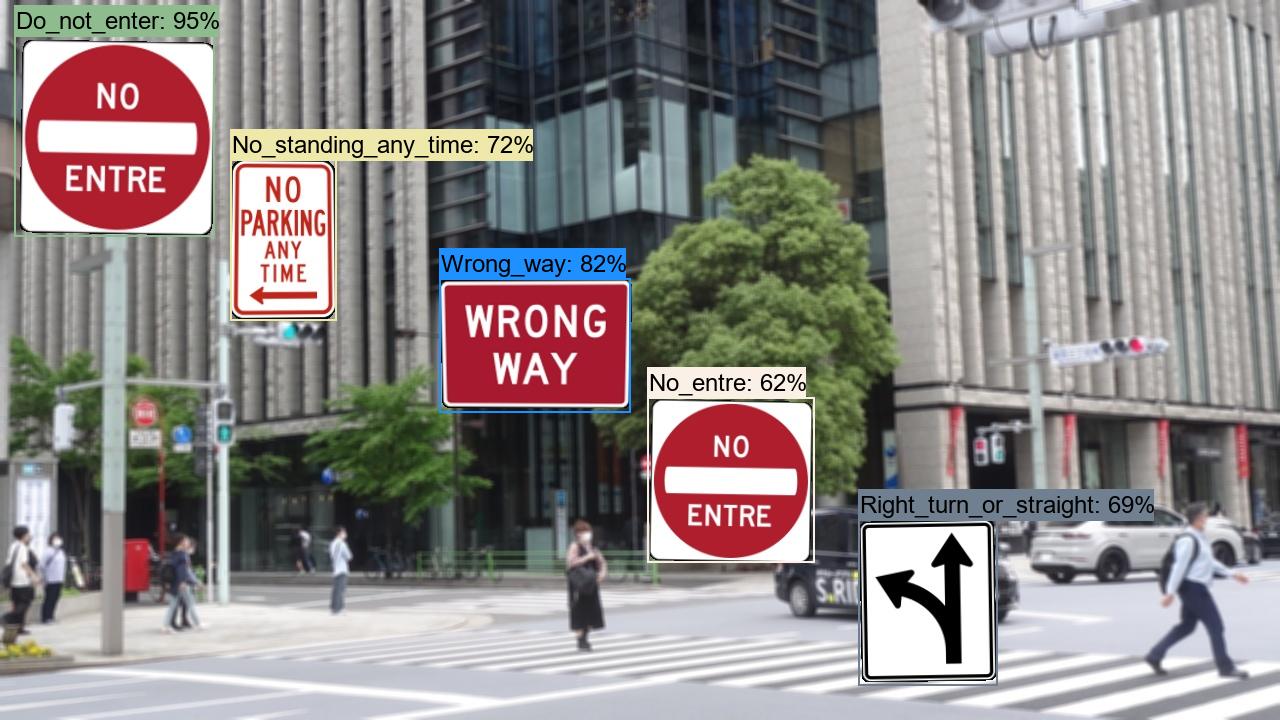 Do_not_enter: 95%
NO
ENTRE
No_standing_any_time: 72%
NO
PARKING
ANY
TIME
Wrong_way: 82%
WRONG
WAY
No_entre: 62%
NO
ENTRE
Right_turn_or_straight: 69%
S.RI